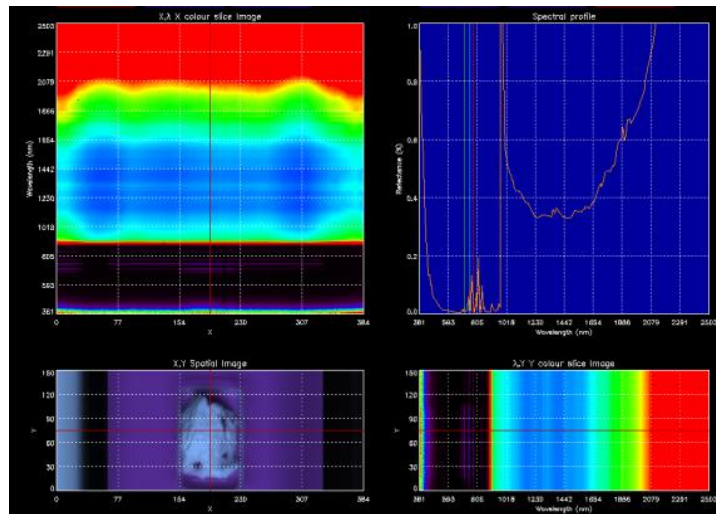 X,λ X colour slice Image
2503
2291
2079
1866
1654
1442
1230
1018
805
593
381
Wavelength (nm)
0 77 154 230 307 384
X
Spectral profile
1.0
0.8
0.6
0.4
0.2
0.0
Reflectance (%)
381 593 805 1018 1230 1442 1654 1866 2079 2291 2503
Wavelength (nm)
X,Y Spatial Image
150
120
90
60
30
0
Y
0 77 154 230 307 384
X
λ,Y Y colour slice Image
150
120
90
60
30
0
Y
381 593 805 1018 1230 1442 1654 1866 2079 2291 2503
Wavelength (nm)